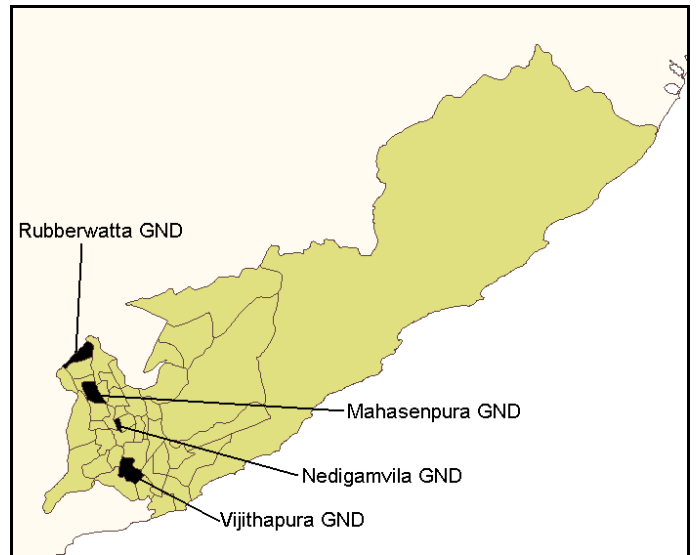 Rubberwatta GND
Mahasenpura GND
Nedigamvila GND
Vijithapura GND